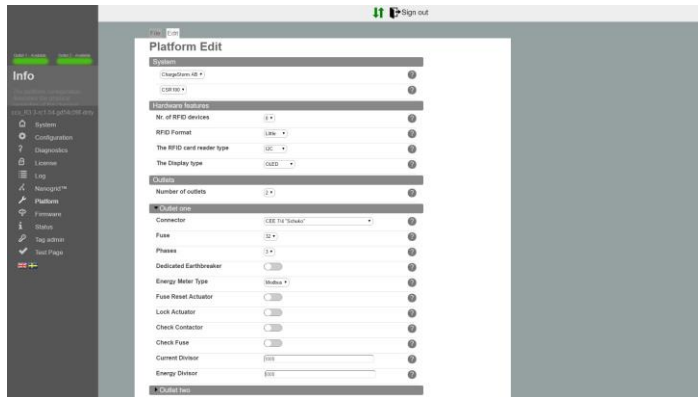 Sign out
File Edit
Platform Edit
Info
System
Configuration
Diagnostics
License
Log
Nanogrid™
Platform
Firmware
Status
Tag admin
Test Page
System
ChargeStorm AB
CSR100
Hardware features
Nr. of RFID devices
RFID Format Little
The RFID card reader type I2C
The Display type OLED
Outlets
Number of outlets 2
Outlet one
Connector CEE 7/4 "Schuko"
Fuse 32
Phases 3
Dedicated Earthbreaker
Energy Meter Type Modbus
Fuse Reset Actuator
Lock Actuator
Check Contactor
Check Fuse
Current Divisor
Energy Divisor
Outlet two